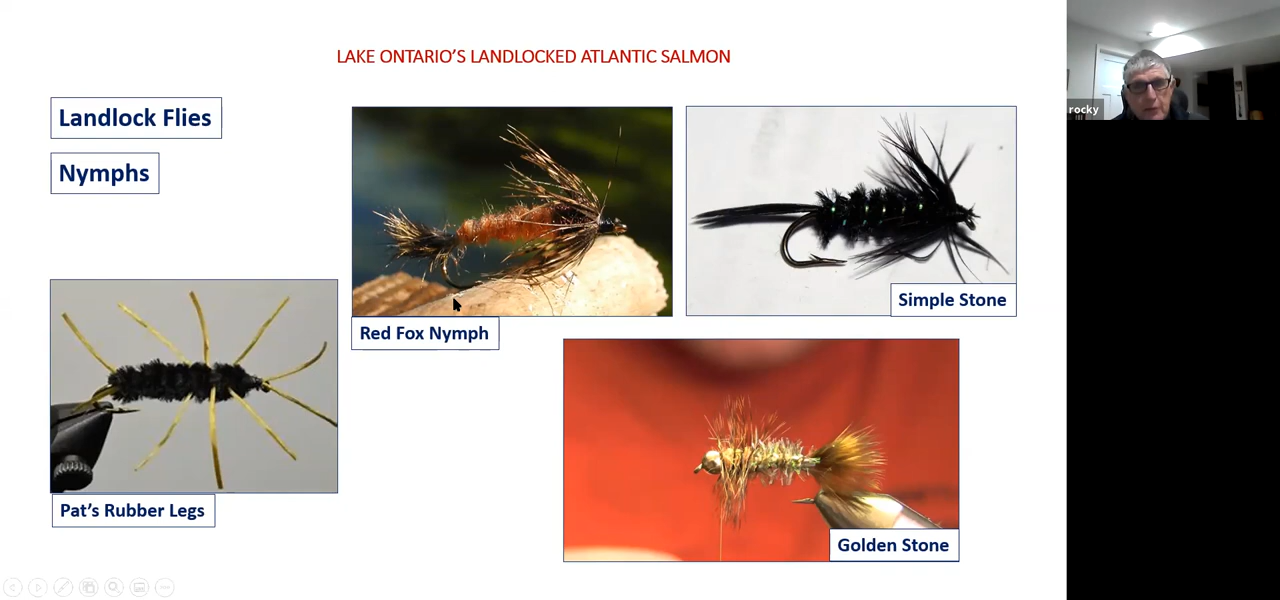 LAKE ONTARIO'S LANDLOCKED ATLANTIC SALMON
Landlock Flies
Nymphs
Red Fox Nymph
Simple Stone
Pat's Rubber Legs
Golden Stone
rocky